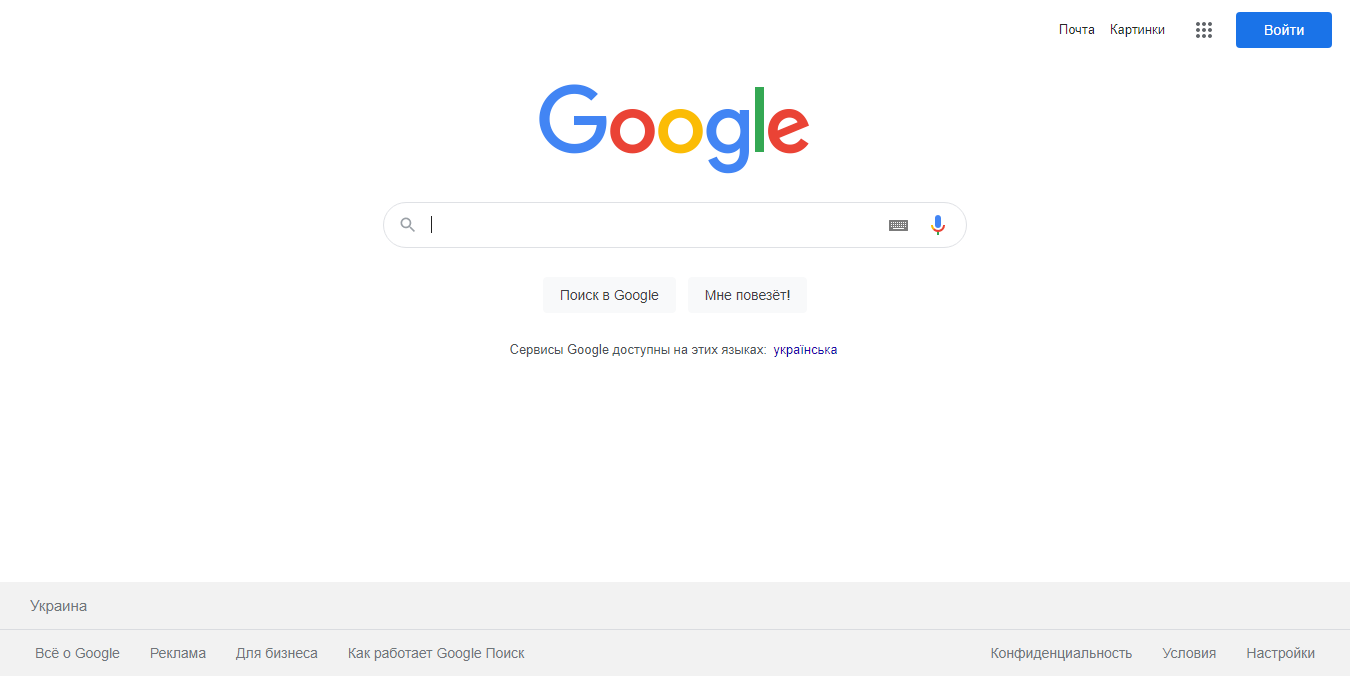 Почта Картинки Войти
Google
Поиск в Google Мне повезёт!
Сервисы Google доступны на этих языках: українська
Украина
Всё о Google Реклама Для бизнеса Как работает Google Поиск Конфиденциальность Условия Настройки